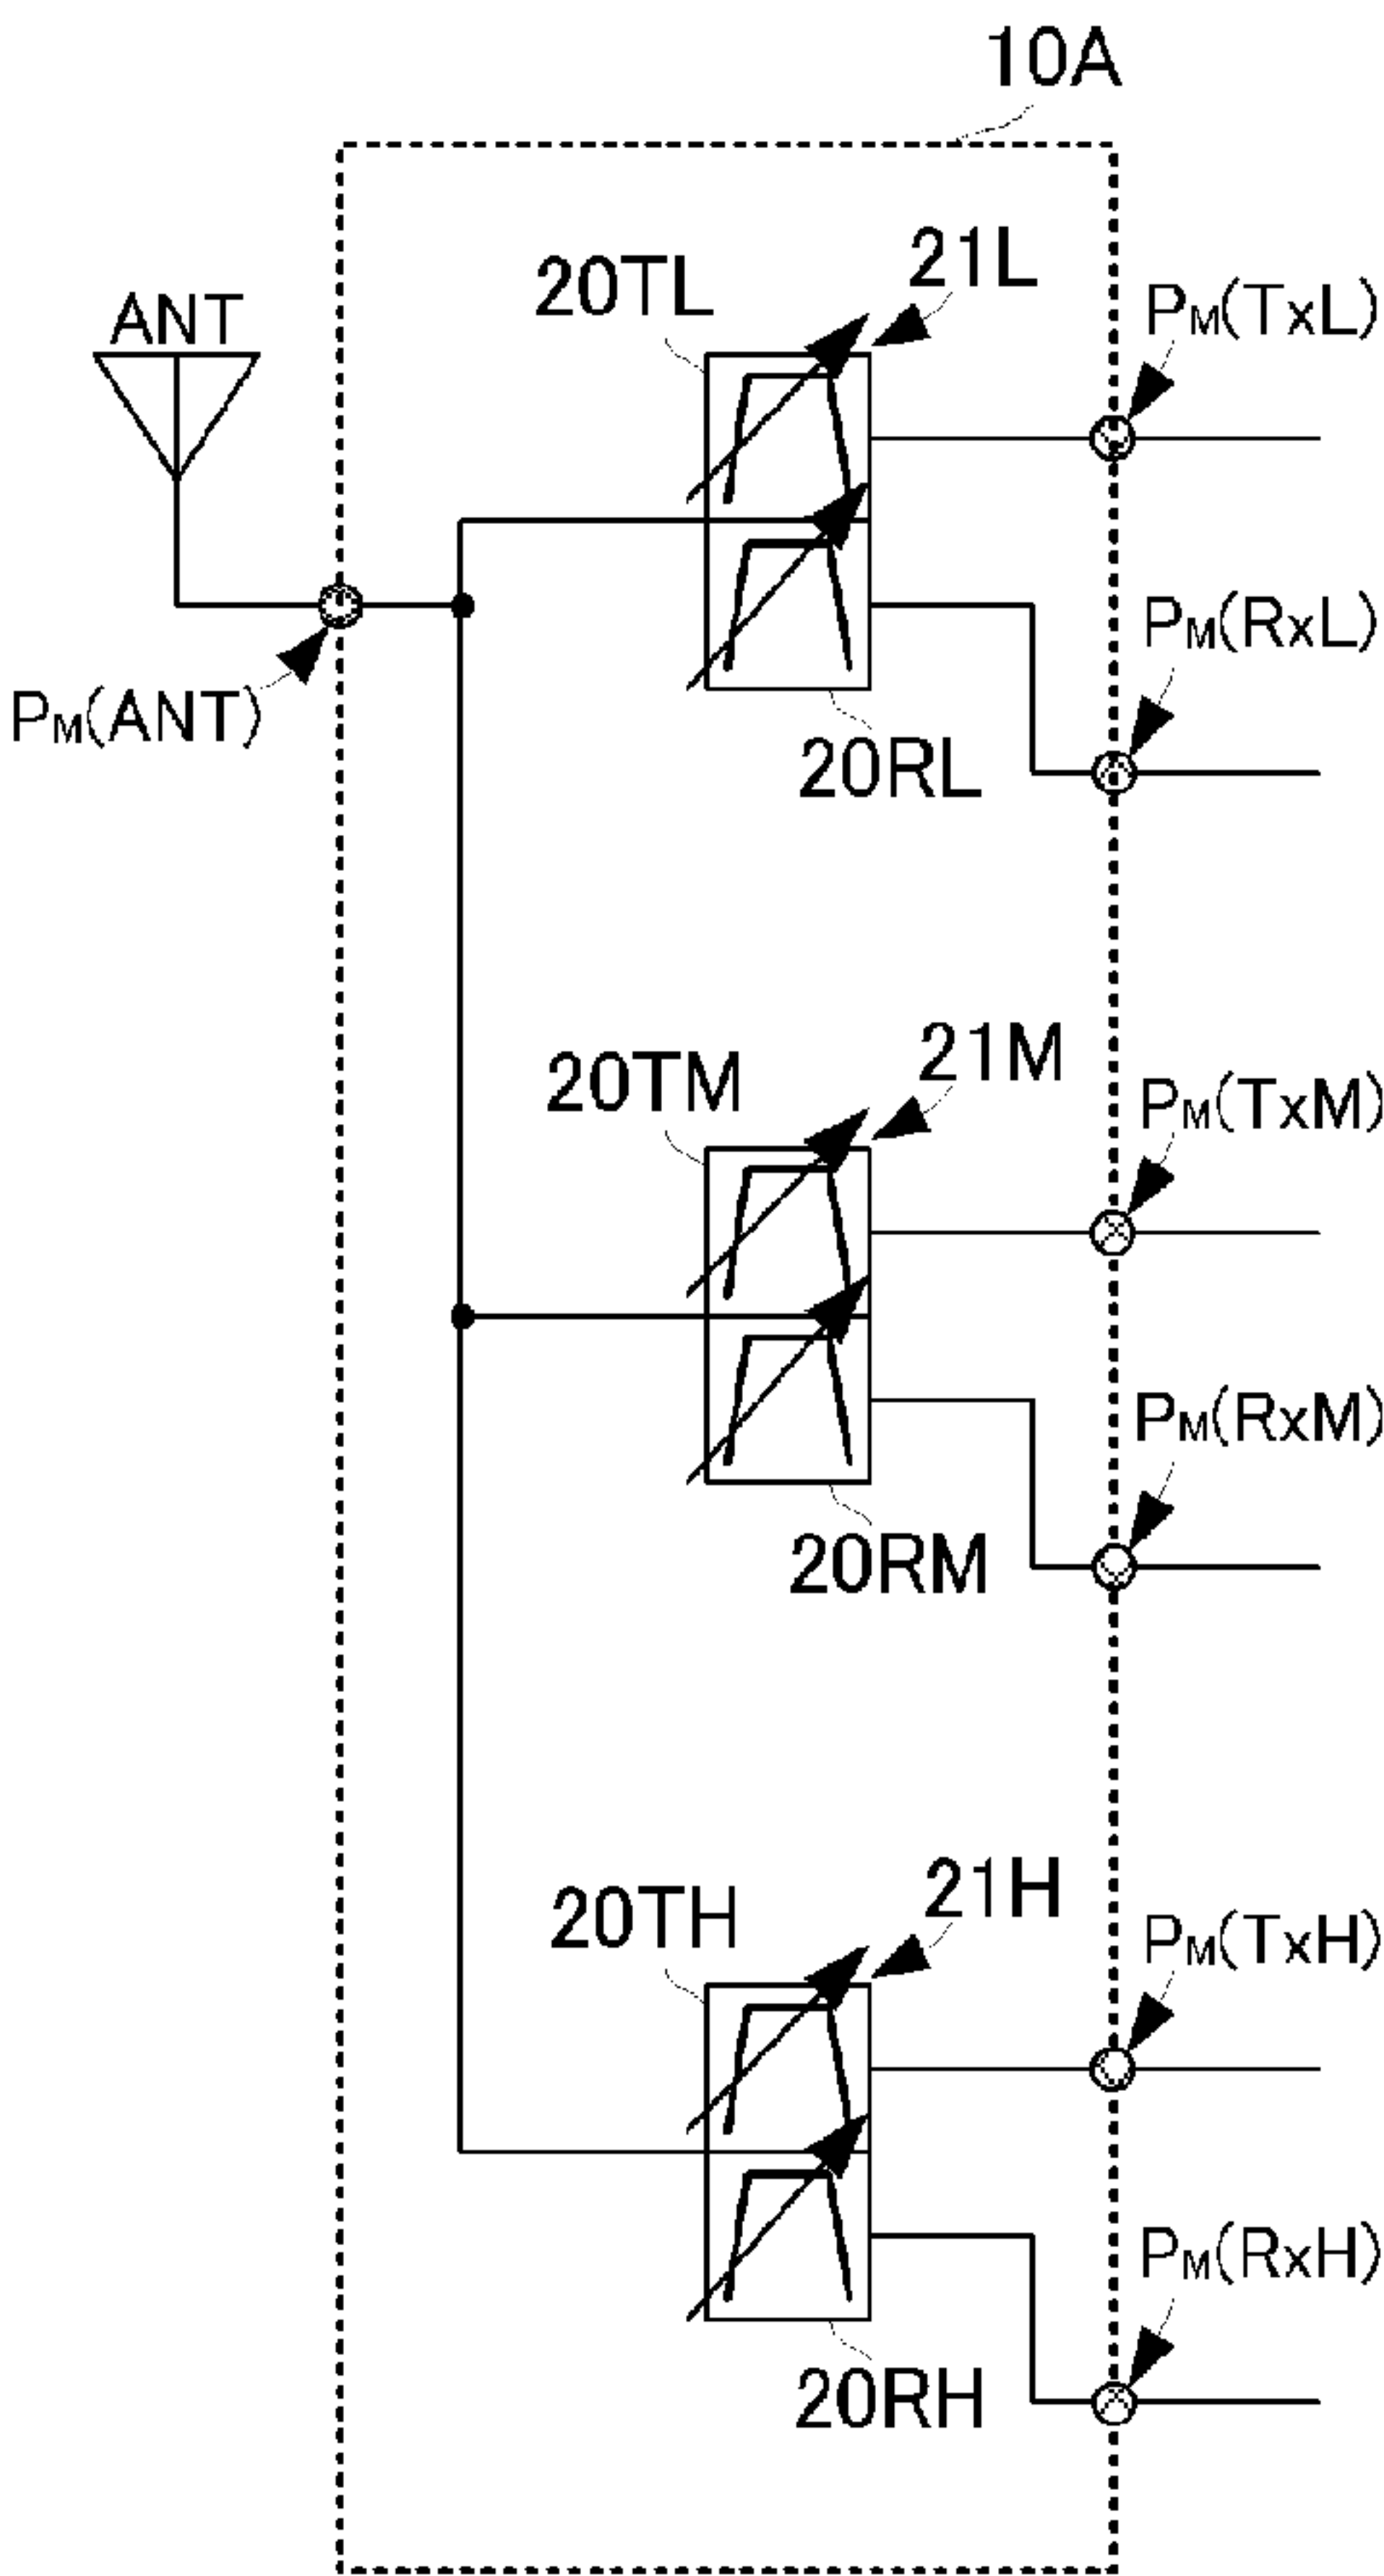 10A
21L
20TL
PM(TxL)
ANT
PM(RxL)
PM(ANT)
20RL
21M
20TM
PM(TxM)
PM(RxM)
20RM
21H
20TH
PM(TxH)
PM(RxH)
20RH